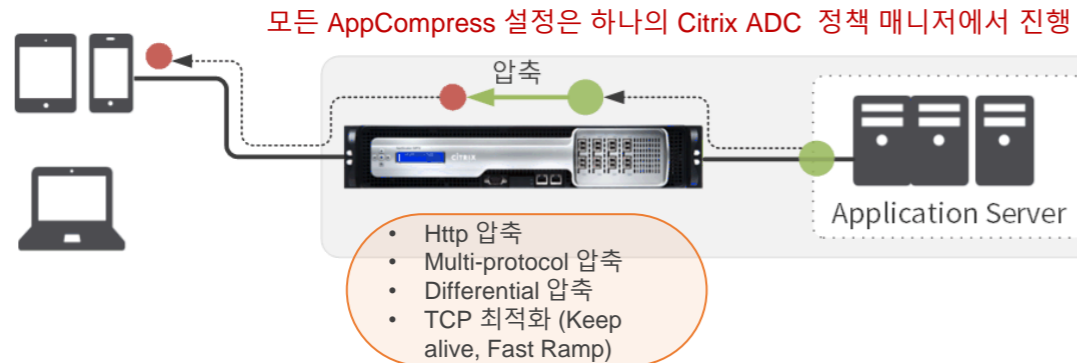 모든 AppCompress 설정은 하나의 Citrix ADC 정책 매니저에서 진행
압축
CITRIX
Application Server
• Http 압축
• Multi-protocol 압축
• Differential 압축
• TCP 최적화 (Keep
alive, Fast Ramp)